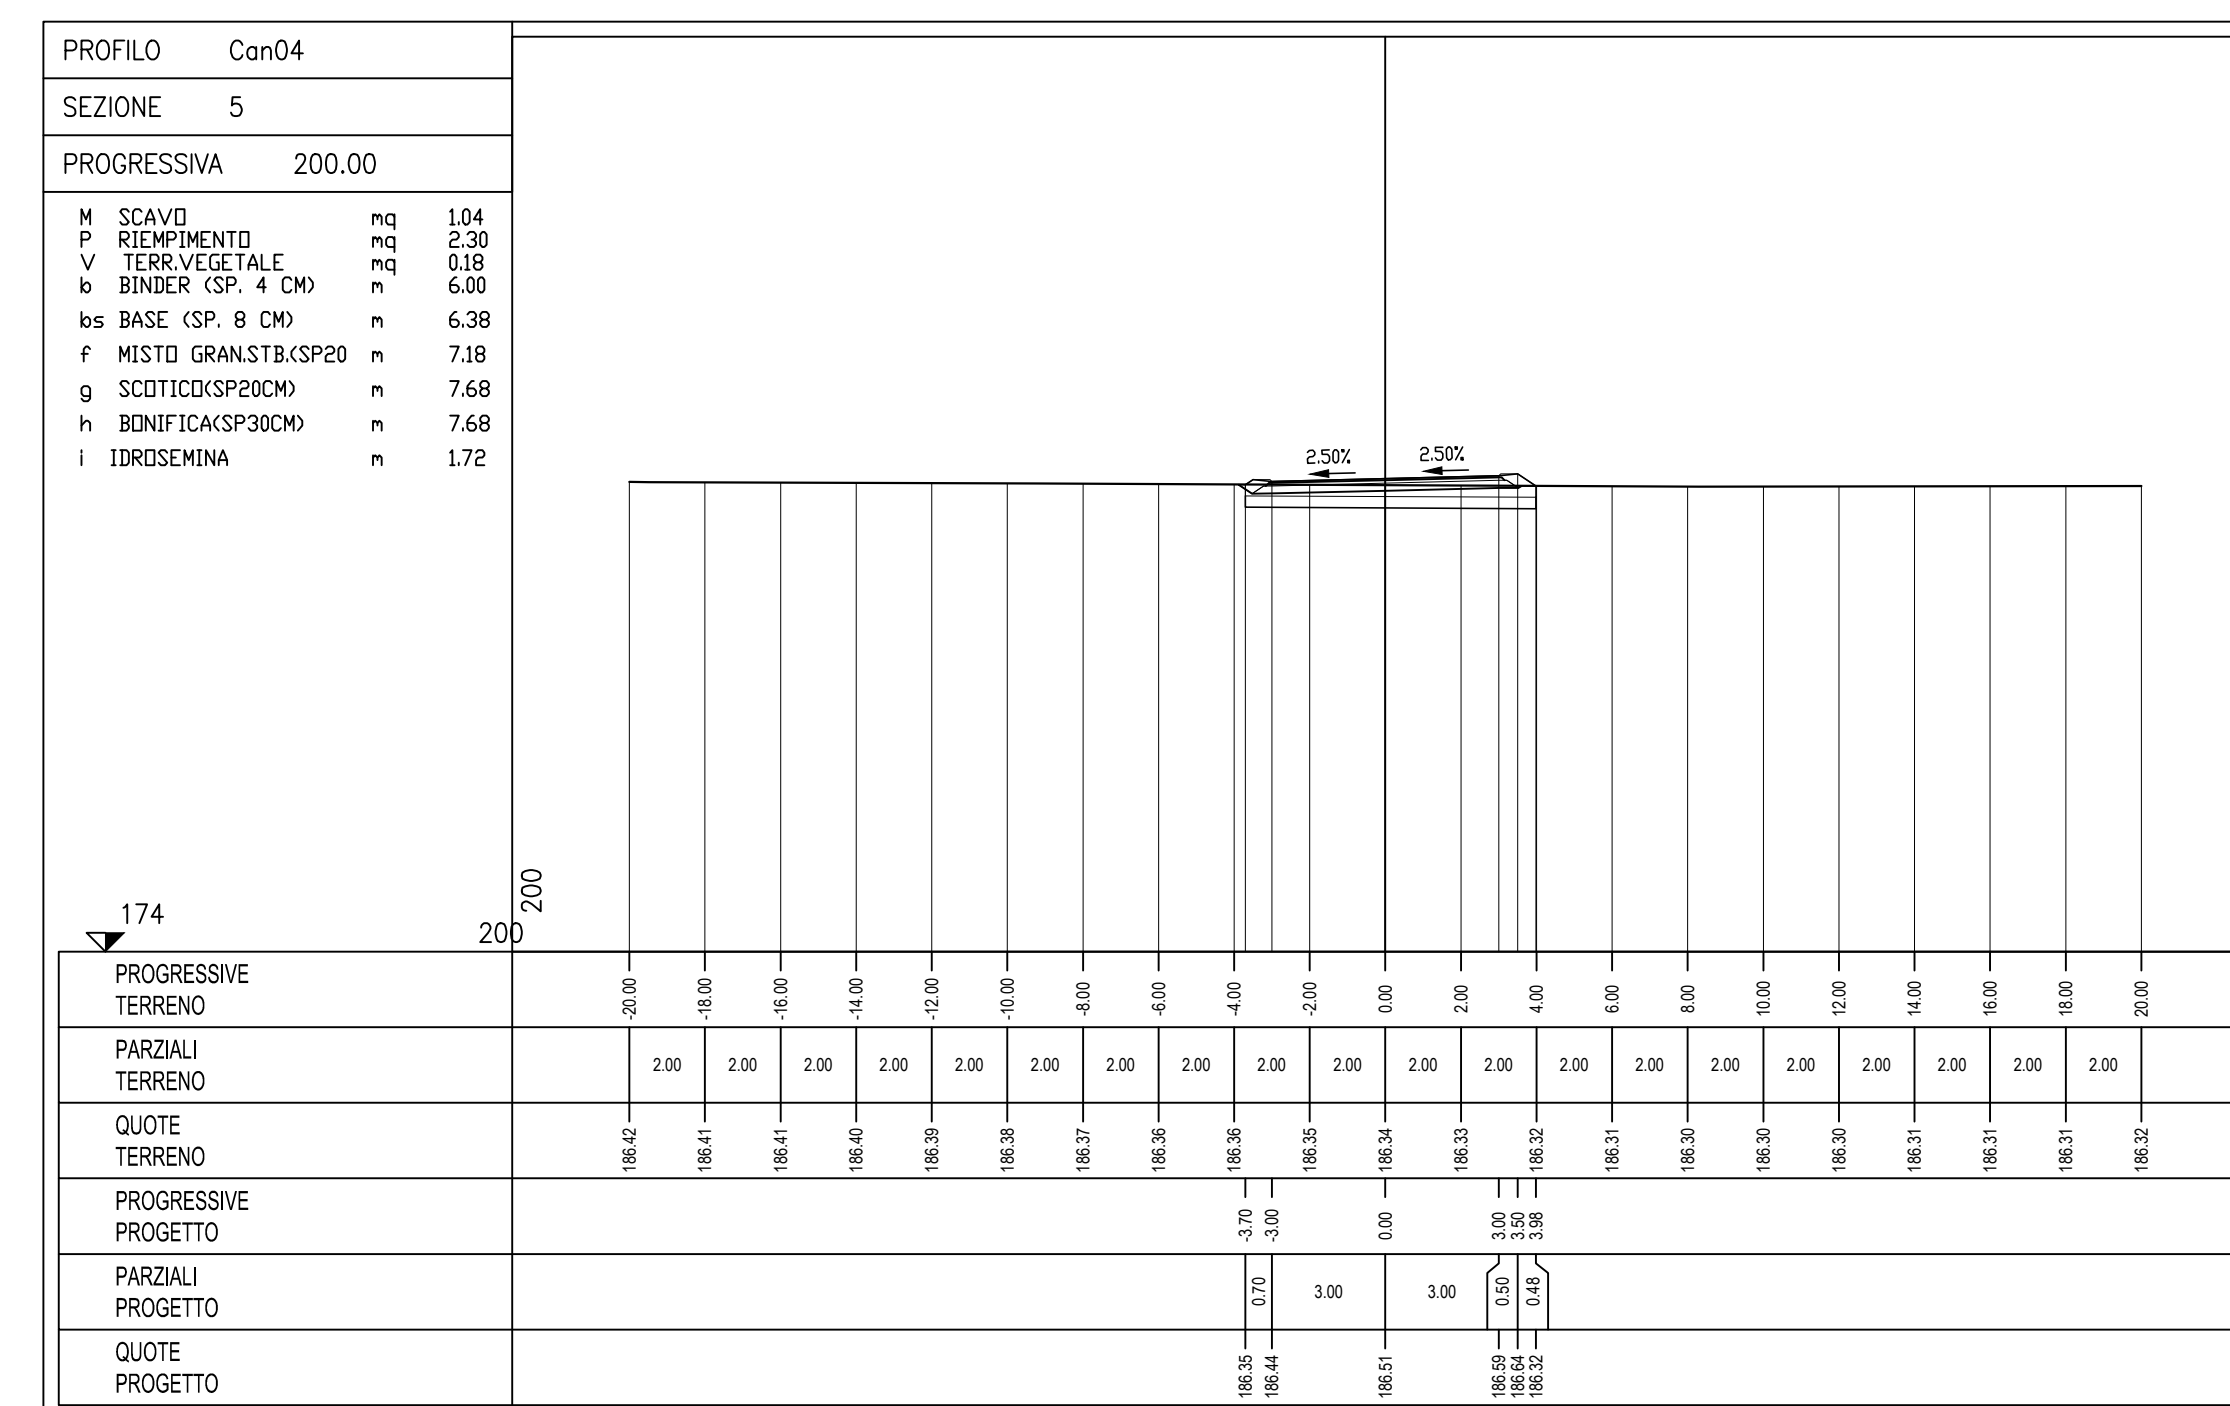 PROFILO Can04
SEZIONE 5
PROGRESSIVA 200.00
M SCAVO mq 1.04
P RIEMPIMENTO mq 2.30
V TERR.VEGETALE mq 0.18
b BINDER (SP. 4 CM) m 6.00
bs BASE (SP. 8 CM) m 6.38
f MISTO GRAN.STB.(SP20 m 7.18
g SCOTICO(SP20CM) m 7.68
h BONIFICA(SP30CM) m 7.68
i IDROSEMINA m 1.72
2.50% 2.50%
200
174
200
PROGRESSIVE
TERRENO
-20.00 -18.00 -16.00 -14.00 -12.00 -10.00 -8.00 -6.00 -4.00 -2.00 0.00 2.00 4.00 6.00 8.00 10.00 12.00 14.00 16.00 18.00 20.00
PARZIALI
TERRENO
2.00 2.00 2.00 2.00 2.00 2.00 2.00 2.00 2.00 2.00 2.00 2.00 2.00 2.00 2.00 2.00 2.00 2.00 2.00 2.00
QUOTE
TERRENO
186.42 186.41 186.41 186.40 186.39 186.38 186.37 186.36 186.36 186.35 186.34 186.33 186.32 186.31 186.30 186.30 186.30 186.31 186.31 186.31 186.32
PROGRESSIVE
PROGETTO
-3.70 -3.00 0.00 3.00 3.50 3.98
PARZIALI
PROGETTO
0.70 3.00 3.00 0.50 0.48
QUOTE
PROGETTO
186.35 186.44 186.51 186.59 186.64 186.32